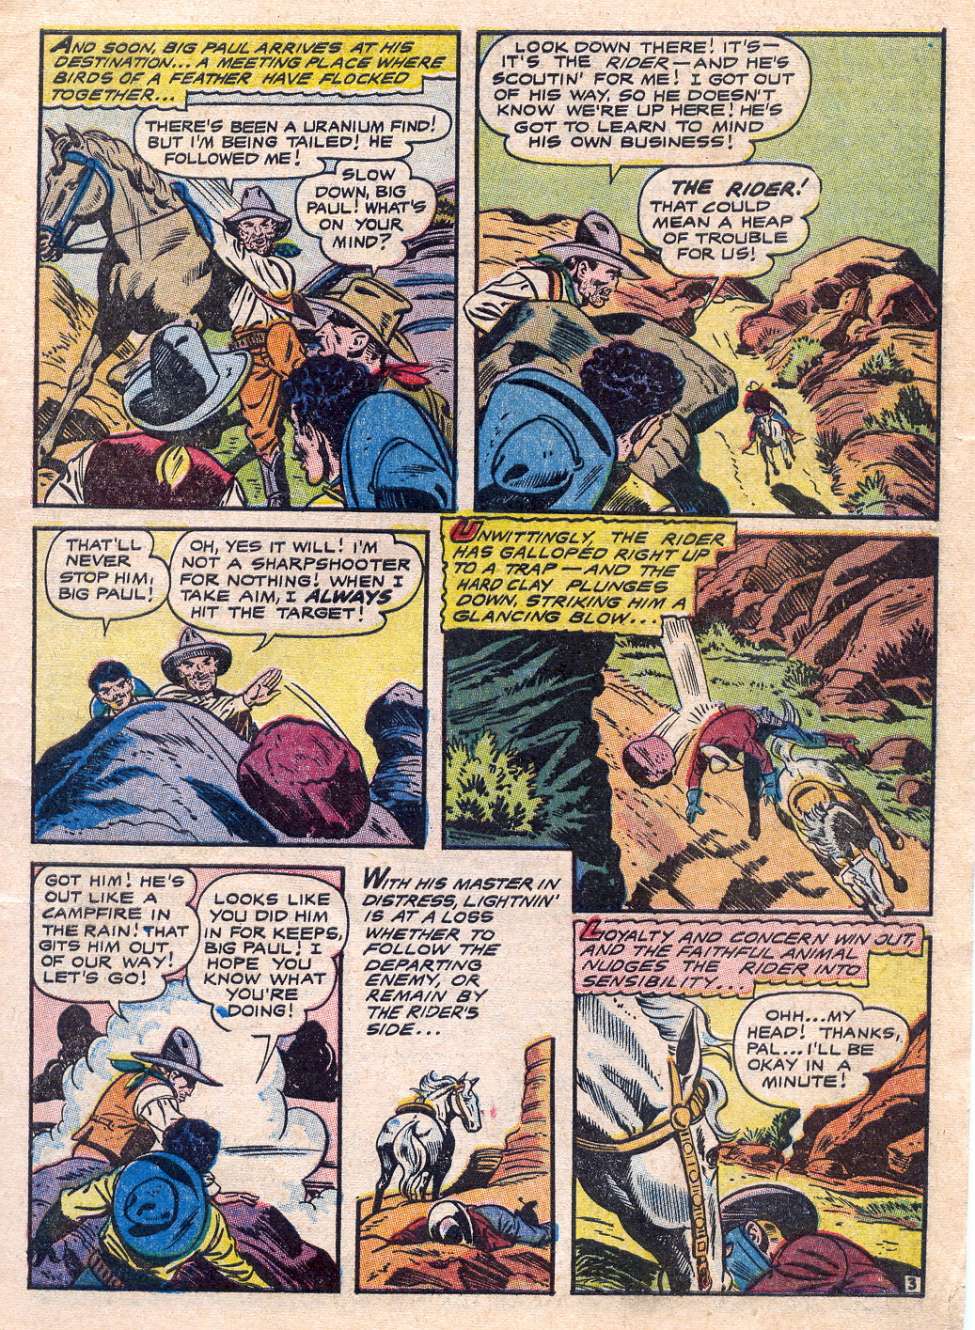 AND SOON, BIG PAUL ARRIVES AT HIS
DESTINATION... A MEETING PLACE WHERE
BIRDS OF A FEATHER HAVE FLOCKED
TOGETHER...
THERE'S BEEN A URANIUM FIND!
BUT I'M BEING TAILED! HE
FOLLOWED ME!
SLOW
DOWN, BIG
PAUL! WHAT'S
ON YOUR
MIND?
LOOK DOWN THERE! IT'S—
IT'S THE RIDER—AND HE'S
SCOUTIN' FOR ME! I GOT OUT
OF HIS WAY, SO HE DOESN'T
KNOW WE'RE UP HERE! HE'S
GOT TO LEARN TO MIND
HIS OWN BUSINESS!
THE RIDER!
THAT COULD
MEAN A HEAP
OF TROUBLE
FOR US!
THAT'LL
NEVER
STOP HIM,
BIG PAUL!
OH, YES IT WILL! I'M
NOT A SHARPSHOOTER
FOR NOTHING! WHEN I
TAKE AIM, I ALWAYS
HIT THE TARGET!
UNWITTINGLY, THE RIDER
HAS GALLOPED RIGHT UP
TO A TRAP—AND THE
HARD CLAY PLUNGES
DOWN, STRIKING HIM A
GLANCING BLOW...
GOT HIM! HE'S
OUT LIKE A
CAMPFIRE IN
THE RAIN! THAT
GITS HIM OUT
OF OUR WAY!
LET'S GO!
LOOKS LIKE
YOU DID HIM
IN FOR KEEPS,
BIG PAUL! I
HOPE YOU
KNOW WHAT
YOU'RE
DOING!
WITH HIS MASTER IN
DISTRESS, LIGHTNIN'
IS AT A LOSS
WHETHER TO
FOLLOW THE
DEPARTING
ENEMY, OR
REMAIN BY
THE RIDER'S
SIDE...
LOYALTY AND CONCERN WIN OUT,
AND THE FAITHFUL ANIMAL
NUDGES THE RIDER INTO
SENSIBILITY...
OHH...MY
HEAD! THANKS,
PAL...I'LL BE
OKAY IN A
MINUTE!
3